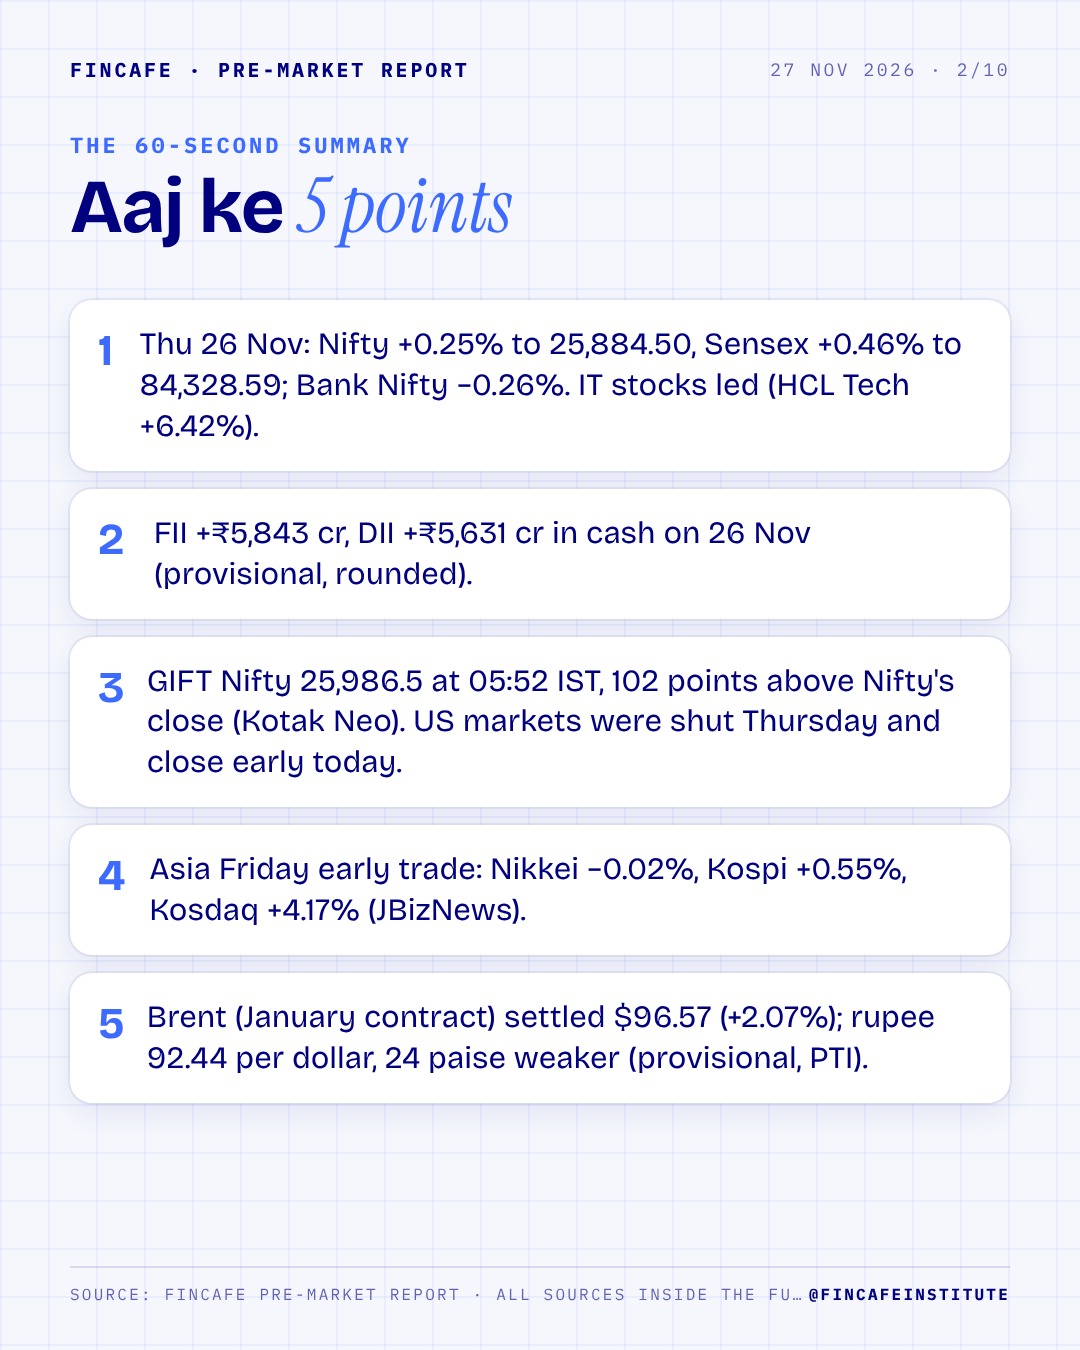 FINCAFE · PRE-MARKET REPORT
27 NOV 2026 · 2/10
THE 60-SECOND SUMMARY
Aaj ke 5 points
1 Thu 26 Nov: Nifty +0.25% to 25,884.50, Sensex +0.46% to
84,328.59; Bank Nifty −0.26%. IT stocks led (HCL Tech
+6.42%).
2 FII +₹5,843 cr, DII +₹5,631 cr in cash on 26 Nov
(provisional, rounded).
3 GIFT Nifty 25,986.5 at 05:52 IST, 102 points above Nifty's
close (Kotak Neo). US markets were shut Thursday and
close early today.
4 Asia Friday early trade: Nikkei −0.02%, Kospi +0.55%,
Kosdaq +4.17% (JBizNews).
5 Brent (January contract) settled $96.57 (+2.07%); rupee
92.44 per dollar, 24 paise weaker (provisional, PTI).
SOURCE: FINCAFE PRE-MARKET REPORT · ALL SOURCES INSIDE THE FU… @FINCAFEINSTITUTE